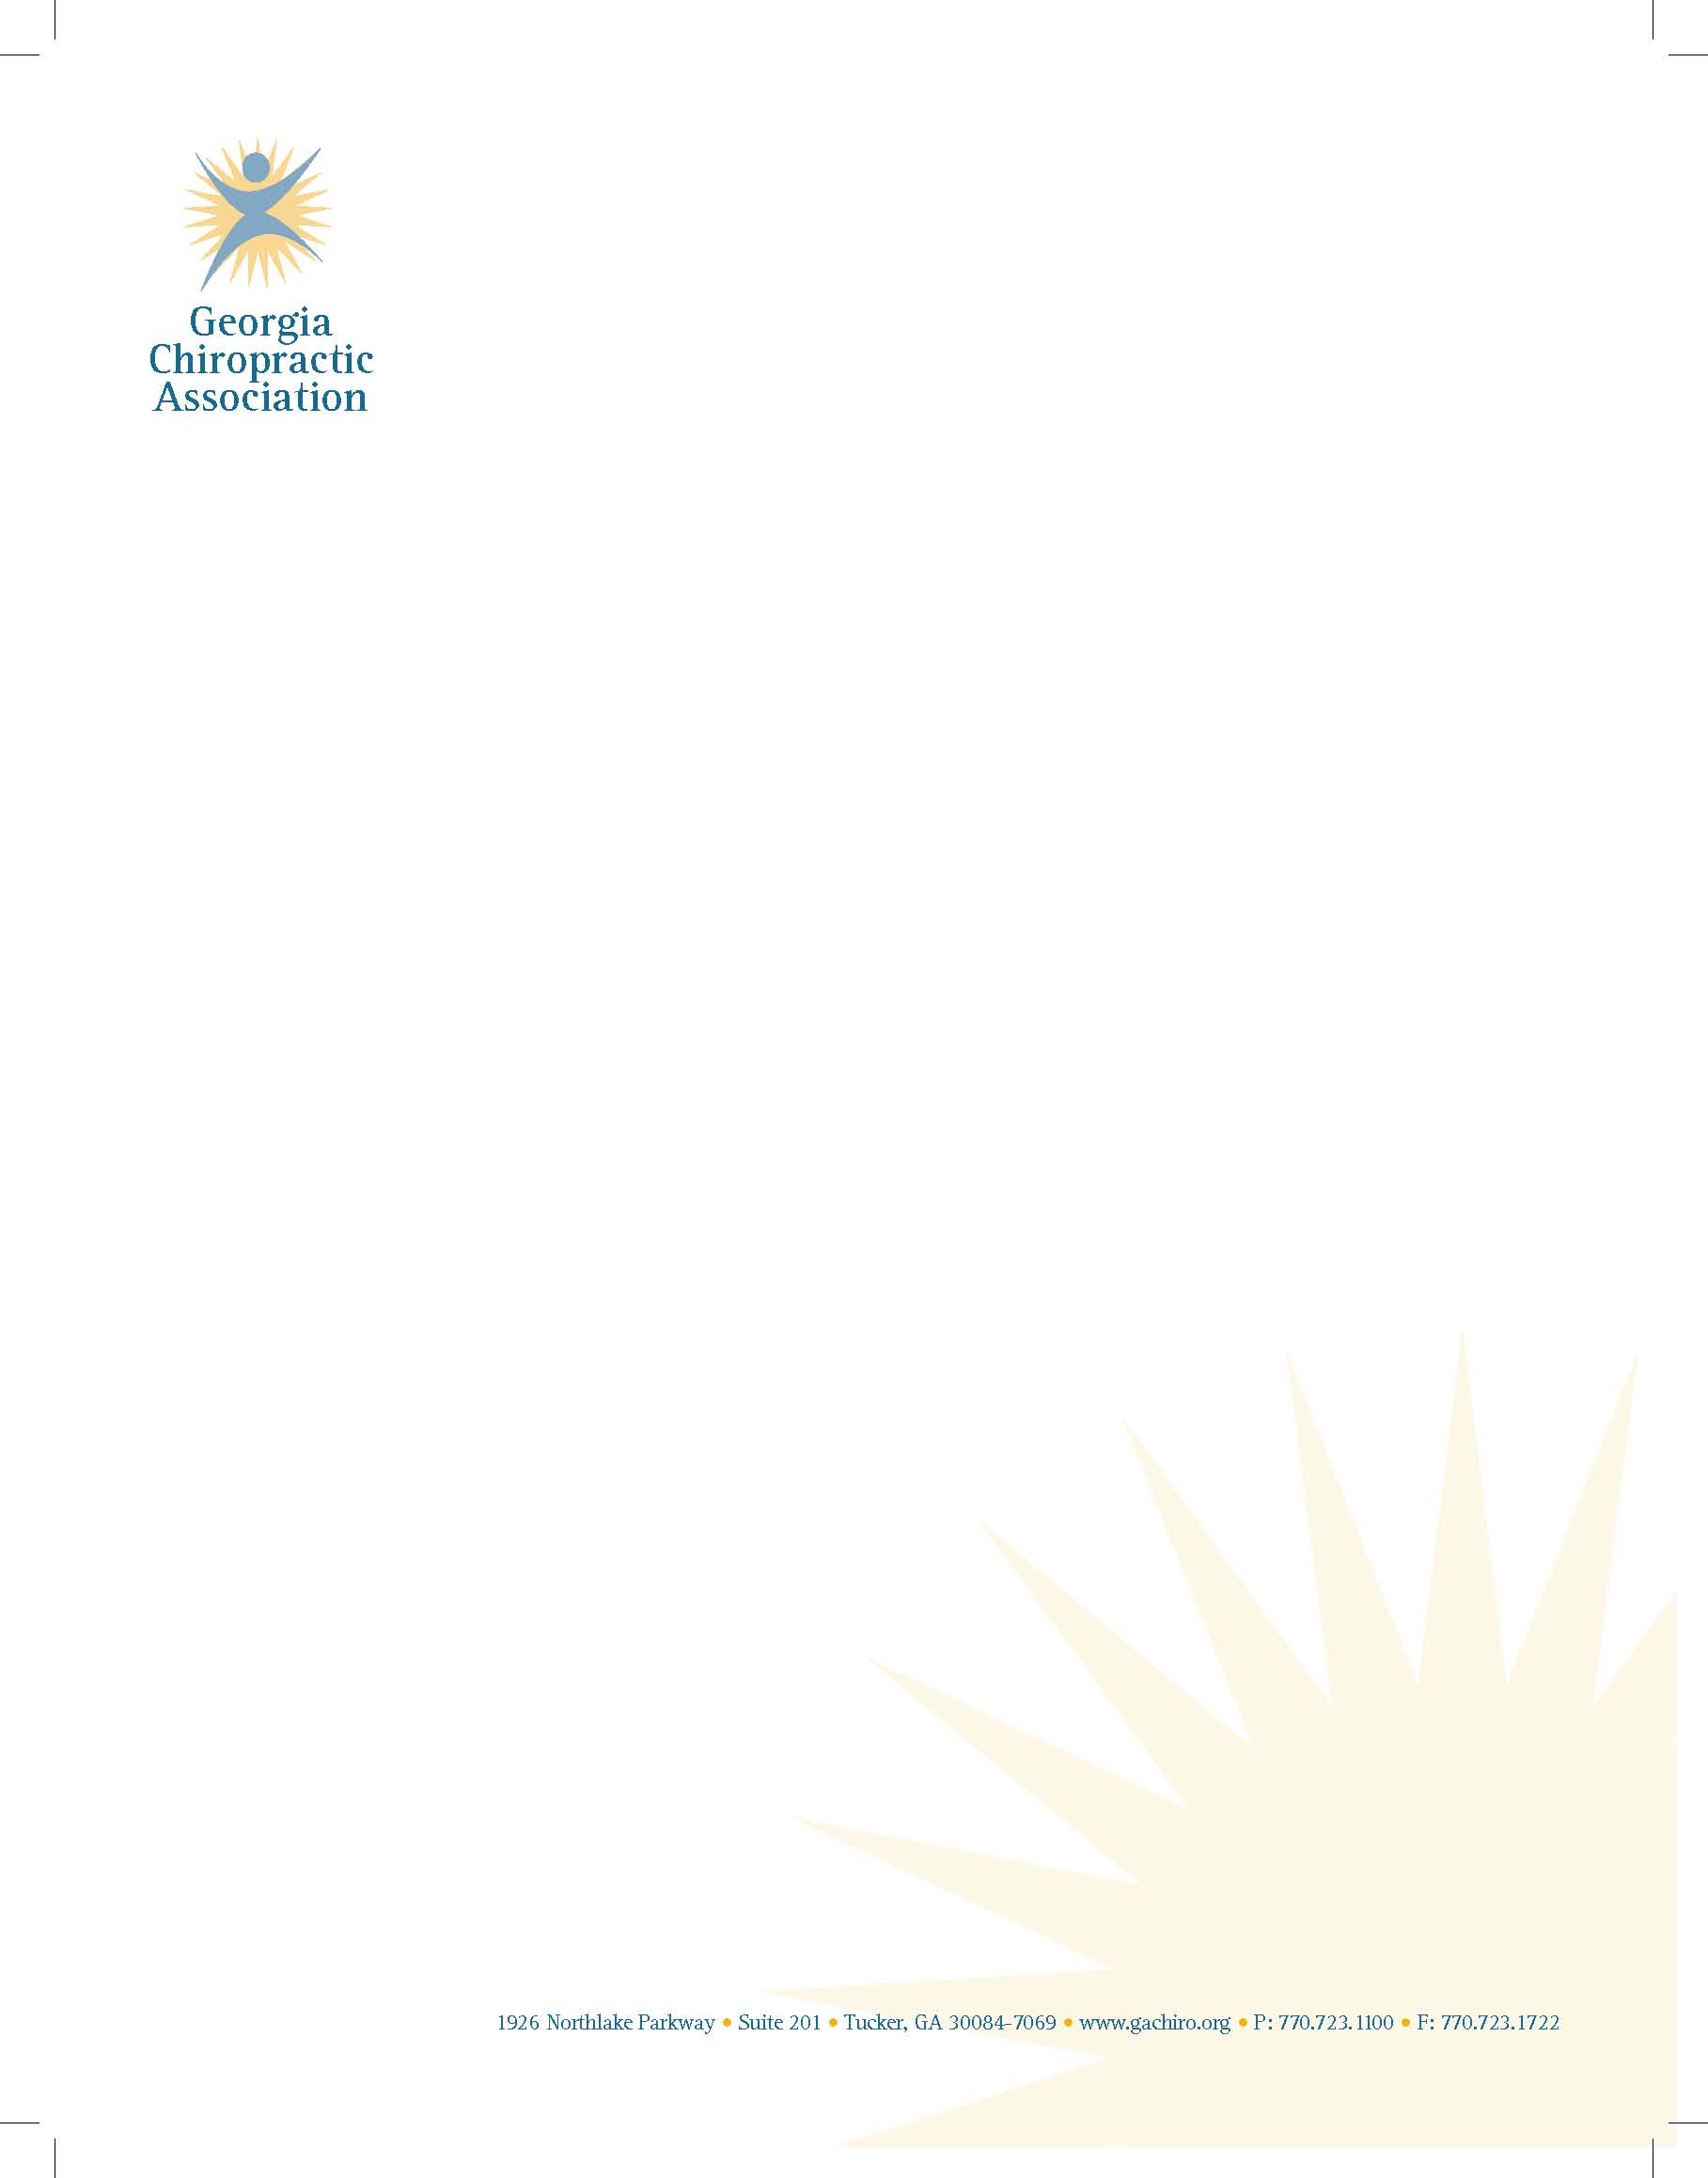 Georgia
Chiropractic
Association
1926 Northlake Parkway • Suite 201 • Tucker, GA 30084-7069 • www.gachiro.org • P: 770.723.1100 • F: 770.723.1722